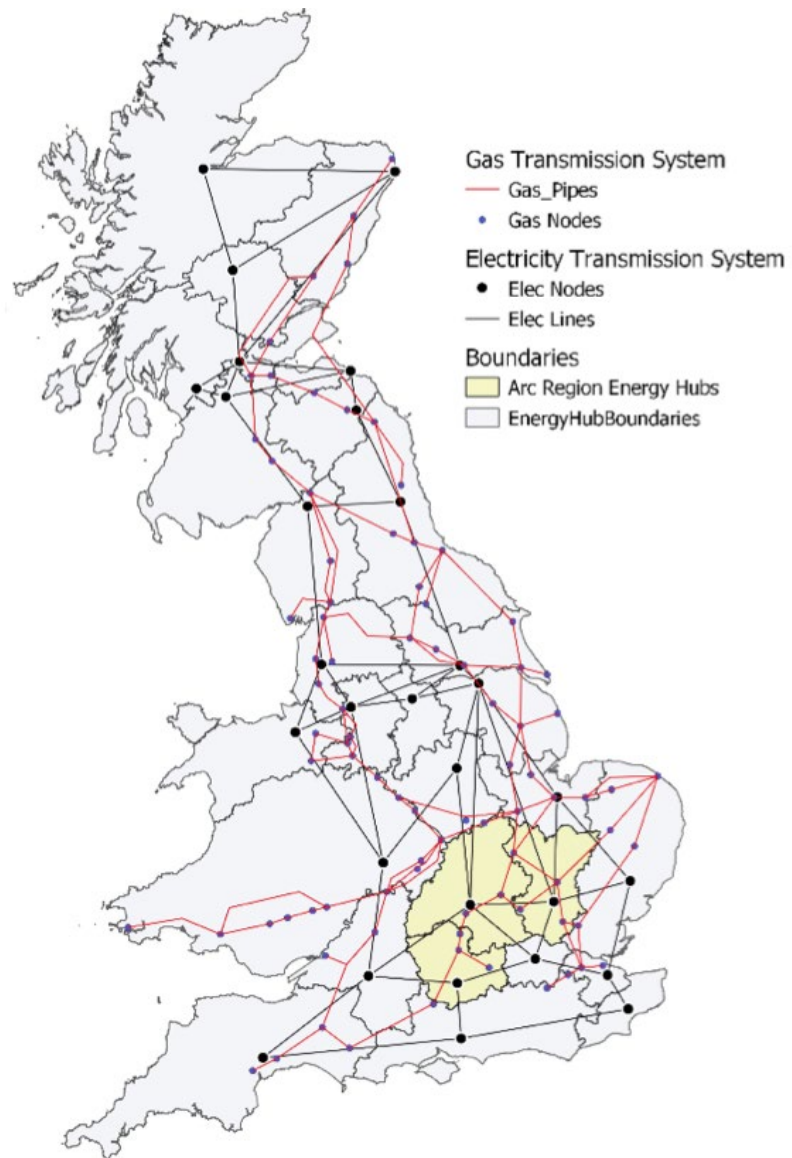 Gas Transmission System
Gas_Pipes
Gas Nodes
Electricity Transmission System
Elec Nodes
Elec Lines
Boundaries
Arc Region Energy Hubs
EnergyHubBoundaries